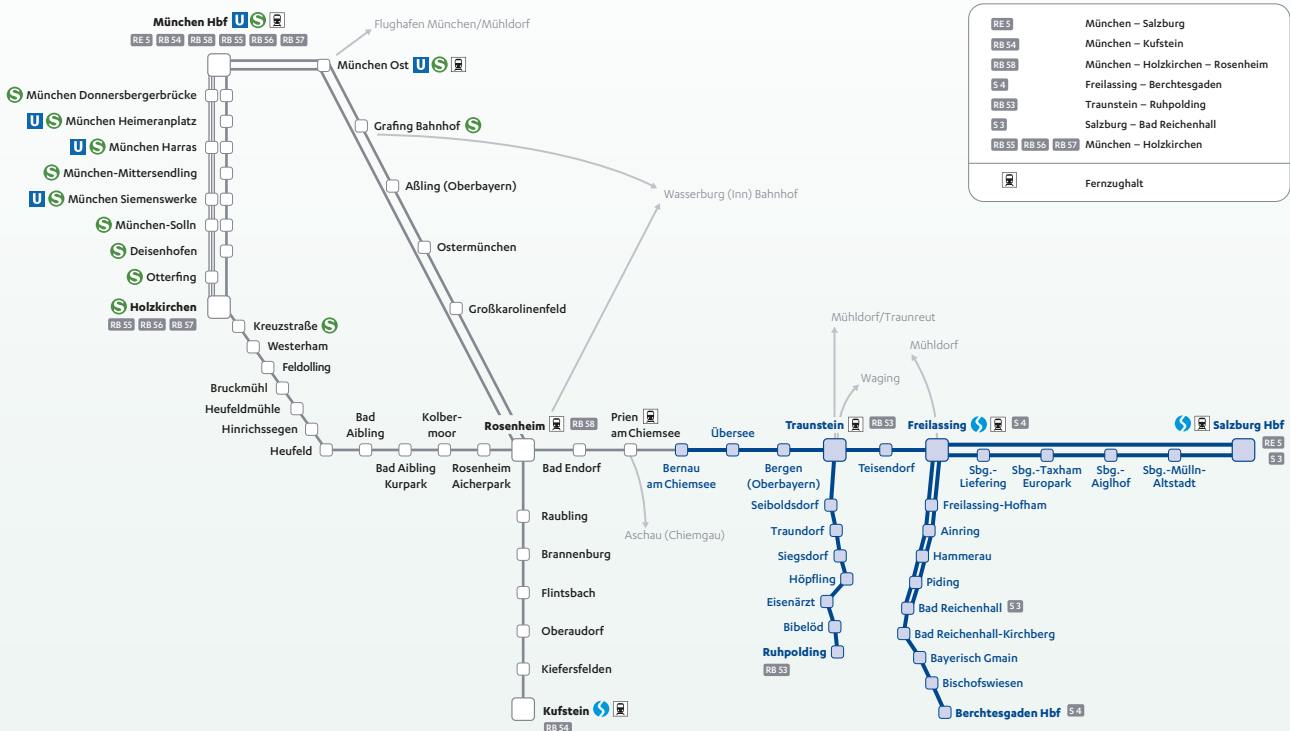 München Hbf U S
RE 5 RB 54 RB 58 RB 55 RB 56 RB 57
Flughafen München/Mühldorf
München Ost U S
S München Donnersbergerbrücke
U S München Heimeranplatz
U S München Harras
S München-Mittersendling
U S München Siemenswerke
S München-Solln
S Deisenhofen
S Otterfing
S Holzkirchen
RB 55 RB 56 RB 57
Grafing Bahnhof S
Aßling (Oberbayern)
Ostermünchen
Großkarolinenfeld
Wasserburg (Inn) Bahnhof
RE 5 München – Salzburg
RB 54 München – Kufstein
RB 58 München – Holzkirchen – Rosenheim
S 4 Freilassing – Berchtesgaden
RB 53 Traunstein – Ruhpolding
S 3 Salzburg – Bad Reichenhall
RB 55 RB 56 RB 57 München – Holzkirchen
Fernzughalt
Kreuzstraße S
Westerham
Feldolling
Bruckmühl
Heufeldmühle
Hinrichssegen
Heufeld
Bad
Aibling
Bad Aibling
Kurpark
Kolber-
moor
Rosenheim
Aicherpark
Rosenheim RB 58
Bad Endorf
Prien
am Chiemsee
Aschau (Chiemgau)
Bernau
am Chiemsee
Übersee
Bergen
(Oberbayern)
Mühldorf/Traunreut
Waging
Mühldorf
Traunstein RB 53
Teisendorf
Freilassing S 4
Sbg.-
Liefering
Sbg.-Taxham
Europark
Sbg.-
Aiglhof
Sbg.-Mülln-
Altstadt
Salzburg Hbf
RE 5
S 3
Raubling
Brannenburg
Flintsbach
Oberaudorf
Kiefersfelden
Kufstein
RB 54
Seiboldsdorf
Traundorf
Siegsdorf
Höpfling
Eisenärzt
Bibelöd
Ruhpolding
RB 53
Freilassing-Hofham
Ainring
Hammerau
Piding
Bad Reichenhall S 3
Bad Reichenhall-Kirchberg
Bayerisch Gmain
Bischofswiesen
Berchtesgaden Hbf S 4